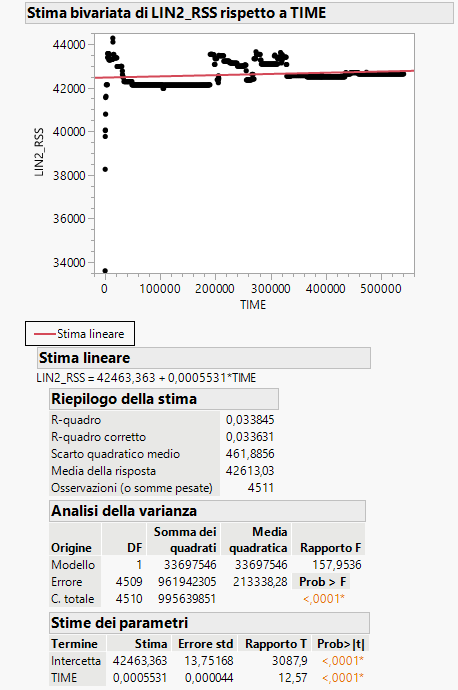 Stima bivariata di LIN2_RSS rispetto a TIME
44000
42000
40000
38000
36000
34000
LIN2_RSS
0 100000 200000 300000 400000 500000
TIME
Stima lineare
Stima lineare
LIN2_RSS = 42463,363 + 0,0005531*TIME
Riepilogo della stima
R-quadro 0,033845
R-quadro corretto 0,033631
Scarto quadratico medio 461,8856
Media della risposta 42613,03
Osservazioni (o somme pesate) 4511
Analisi della varianza
Somma dei Media
Origine DF quadrati quadratica Rapporto F
Modello 1 33697546 33697546 157,9536
Errore 4509 961942305 213338,28 Prob > F
C. totale 4510 995639851 <,0001*
Stime dei parametri
Termine Stima Errore std Rapporto T Prob>|t|
Intercetta 42463,363 13,75168 3087,9 <,0001*
TIME 0,0005531 0,000044 12,57 <,0001*